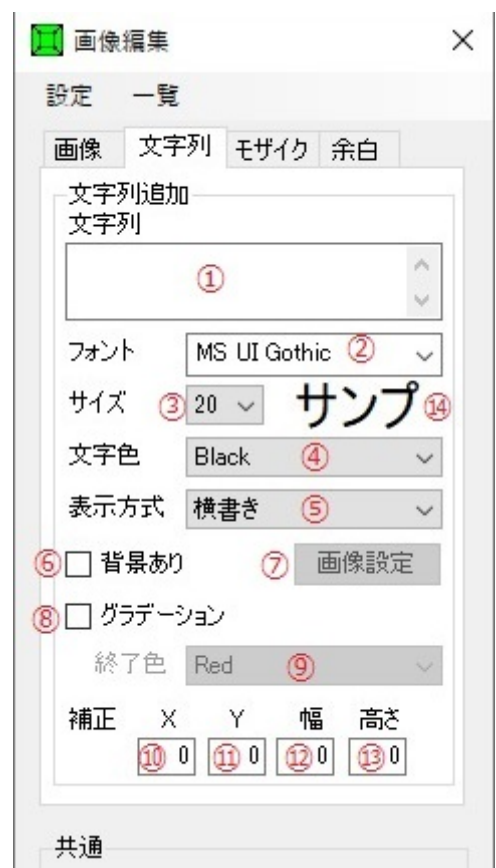 画像編集
設定 一覧
画像 文字列 モザイク 余白
文字列追加
文字列
①
フォント MS UI Gothic ②
サイズ ③ 20 サンプ ⑭
文字色 Black ④
表示方式 横書き ⑤
⑥ 背景あり ⑦ 画像設定
⑧ グラデーション
終了色 Red ⑨
補正 X Y 幅 高さ
⑩ 0 ⑪ 0 ⑫ 0 ⑬ 0
共通